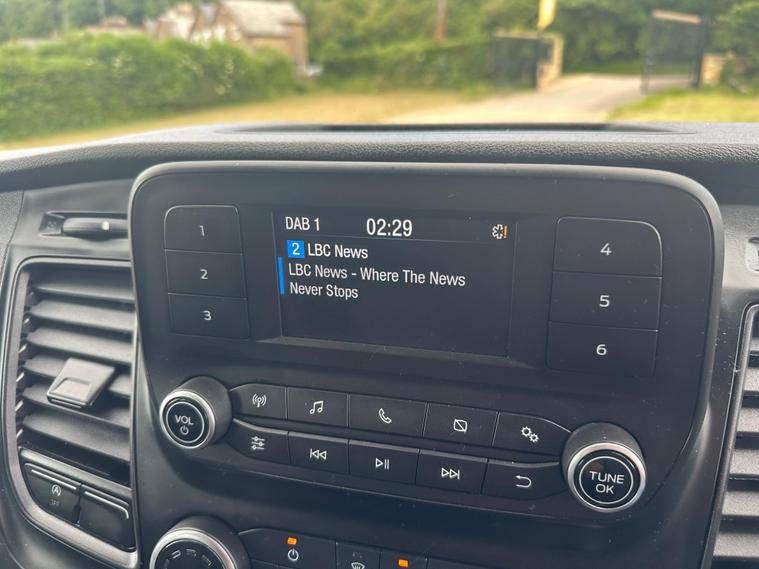 DAB 1 02:29
2 LBC News
LBC News - Where The News
Never Stops
1
2
3
4
5
6
VOL
TUNE
OK
OFF